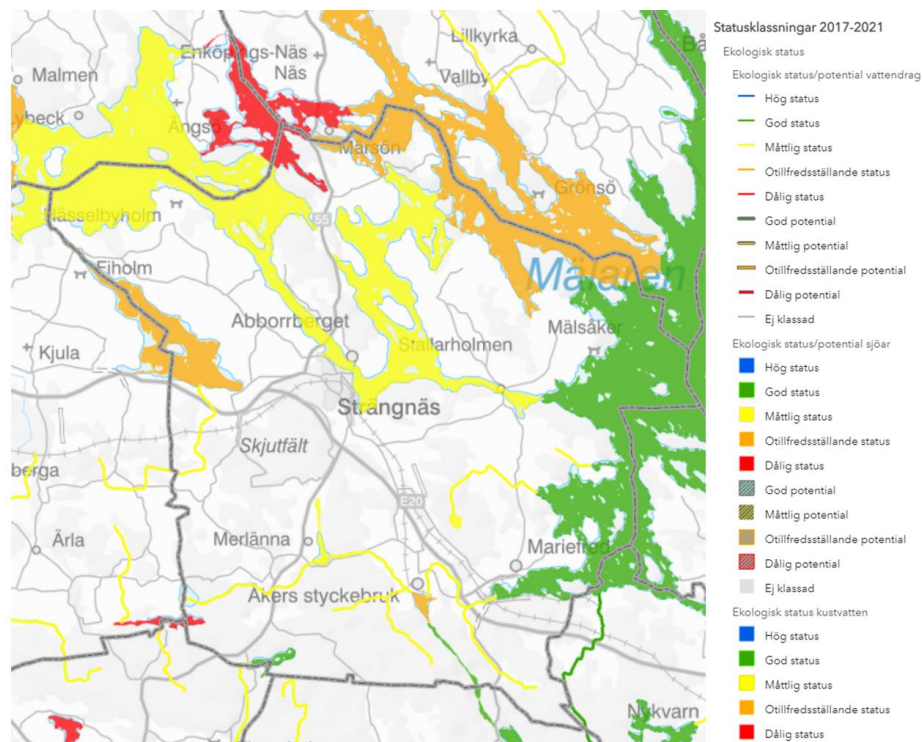 Enköpings-Näs
Näs
Lillkyrka
Malmen
Vallby
Ängsö
Marsön
Grönsö
55
Fiholm
Mälaren
Abborrberget
Mälsåker
Stallarholmen
Kjula
Strängnäs
Skjutfält
E20
Ärla
Merlänna
Mariefred
Åkers styckebruk
Nykvarn
Statusklassningar 2017-2021
Ekologisk status
Ekologisk status/potential vattendrag
Hög status
God status
Måttlig status
Otillfredsställande status
Dålig status
God potential
Måttlig potential
Otillfredsställande potential
Dålig potential
Ej klassad
Ekologisk status/potential sjöar
Hög status
God status
Måttlig status
Otillfredsställande status
Dålig status
God potential
Måttlig potential
Otillfredsställande potential
Dålig potential
Ej klassad
Ekologisk status kustvatten
Hög status
God status
Måttlig status
Otillfredsställande status
Dålig status